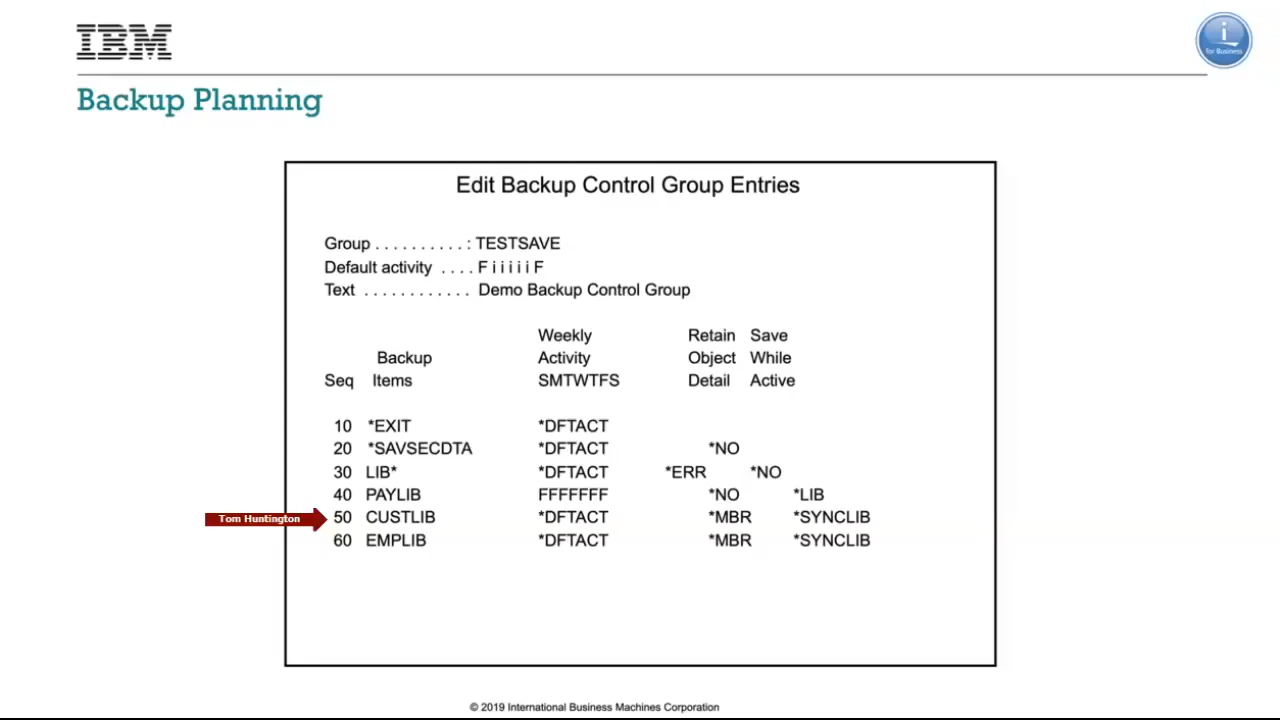 IBM
i
for Business
Backup Planning
Edit Backup Control Group Entries
Group . . . . . . . . . . : TESTSAVE
Default activity . . . . F i i i i i F
Text . . . . . . . . . . . . Demo Backup Control Group
Weekly Retain Save
Backup Activity Object While
Seq Items SMTWTFS Detail Active
10 *EXIT *DFTACT
20 *SAVSECDTA *DFTACT *NO
30 LIB* *DFTACT *ERR *NO
40 PAYLIB FFFFFFF *NO *LIB
Tom Huntington 50 CUSTLIB *DFTACT *MBR *SYNCLIB
60 EMPLIB *DFTACT *MBR *SYNCLIB
© 2019 International Business Machines Corporation